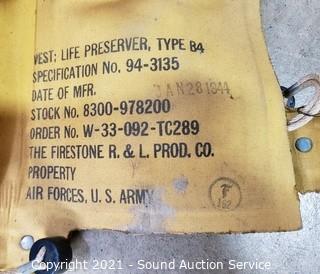 VEST; LIFE PRESERVER, TYPE B4
SPECIFICATION No. 94-3135
DATE OF MFR. JAN 28 1944
STOCK No. 8300-978200
ORDER No. W-33-092-TC289
THE FIRESTONE R. & L. PROD. CO.
PROPERTY
AIR FORCES, U.S. ARMY
F
162
Copyright 2021 - Sound Auction Service